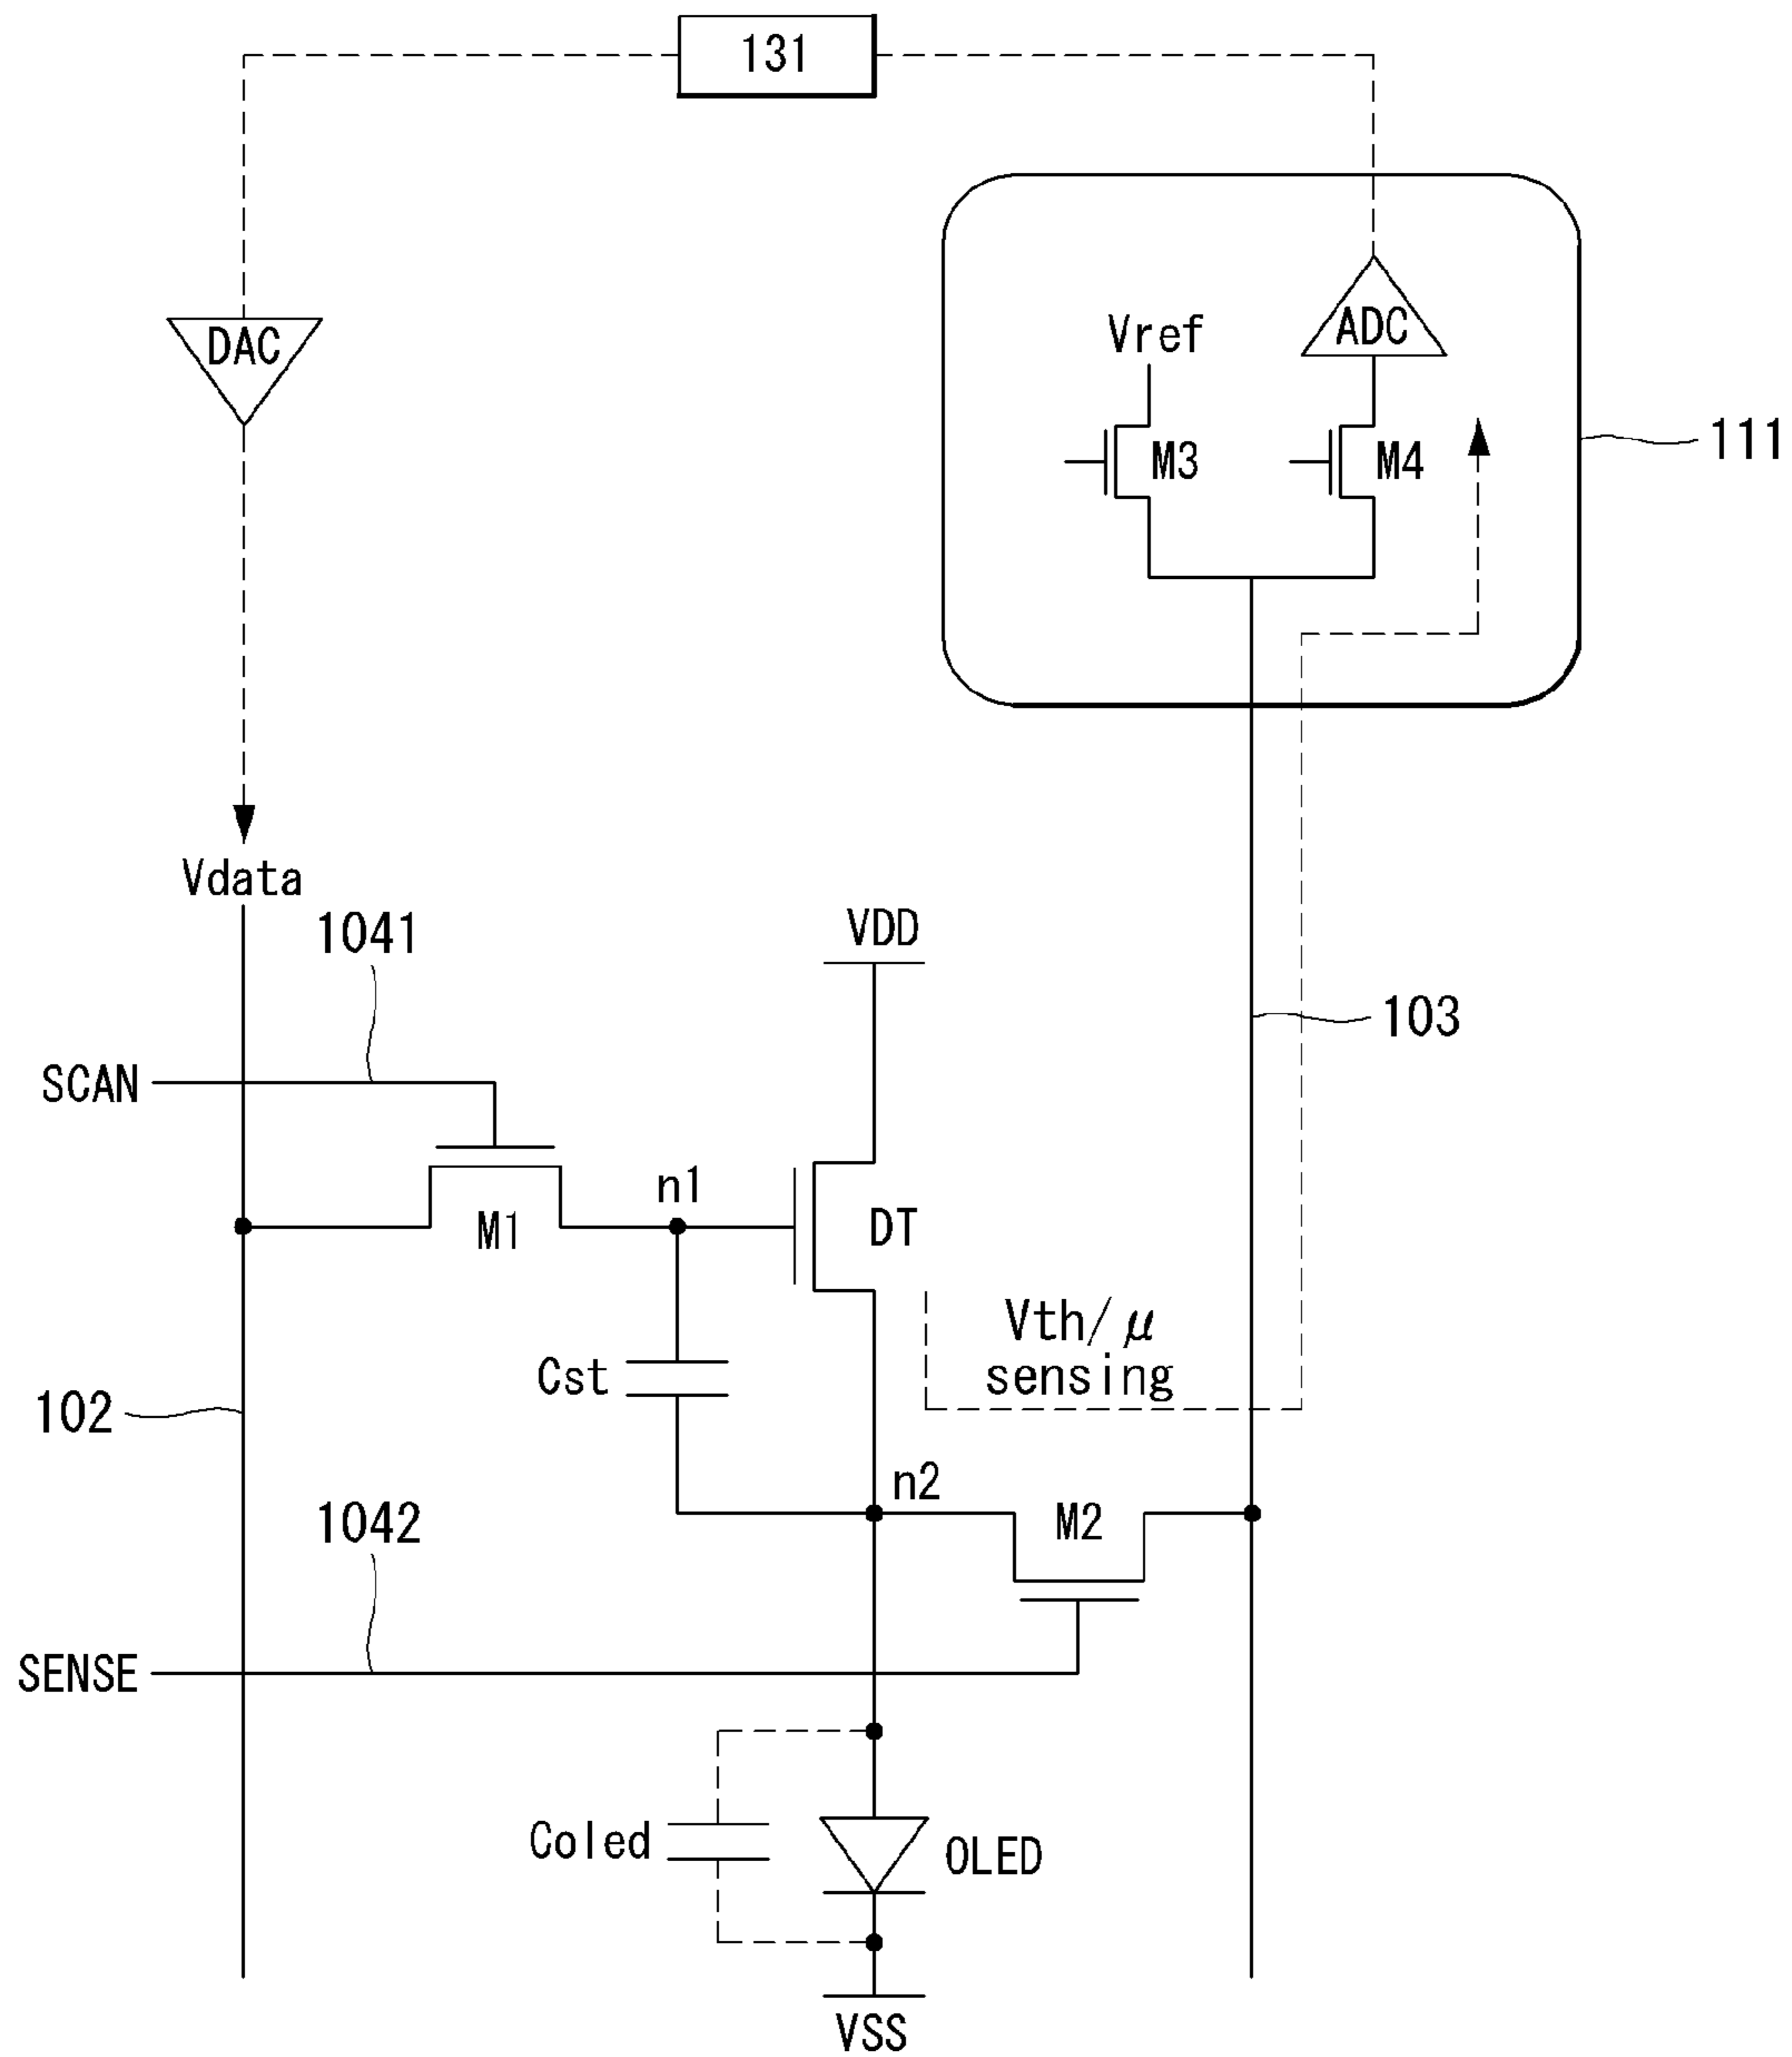 131
DAC
Vref
ADC
M3
M4
111
Vdata
1041
VDD
103
SCAN
n1
M1
DT
Vth/μ
sensing
Cst
102
n2
1042
M2
SENSE
Coled
OLED
VSS